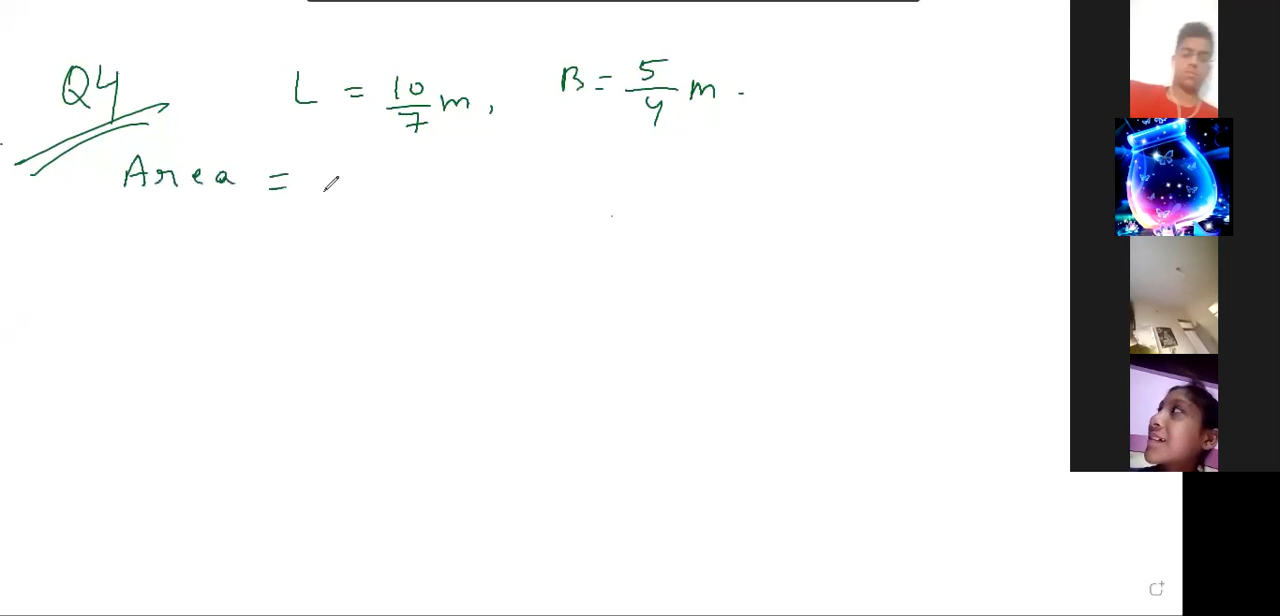 Q4 L = 10/7 m, B = 5/4 m.
Area =